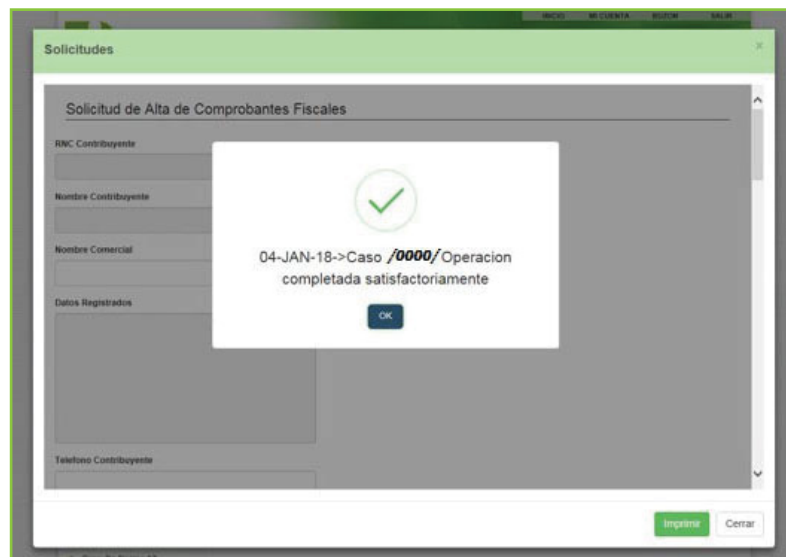 INICIO MI CUENTA BUZON SALIR
Solicitudes ×
Solicitud de Alta de Comprobantes Fiscales
RNC Contribuyente
Nombre Contribuyente
Nombre Comercial
04-JAN-18->Caso /0000/ Operacion
completada satisfactoriamente
OK
Datos Registrados
Telefono Contribuyente
Imprimir Cerrar